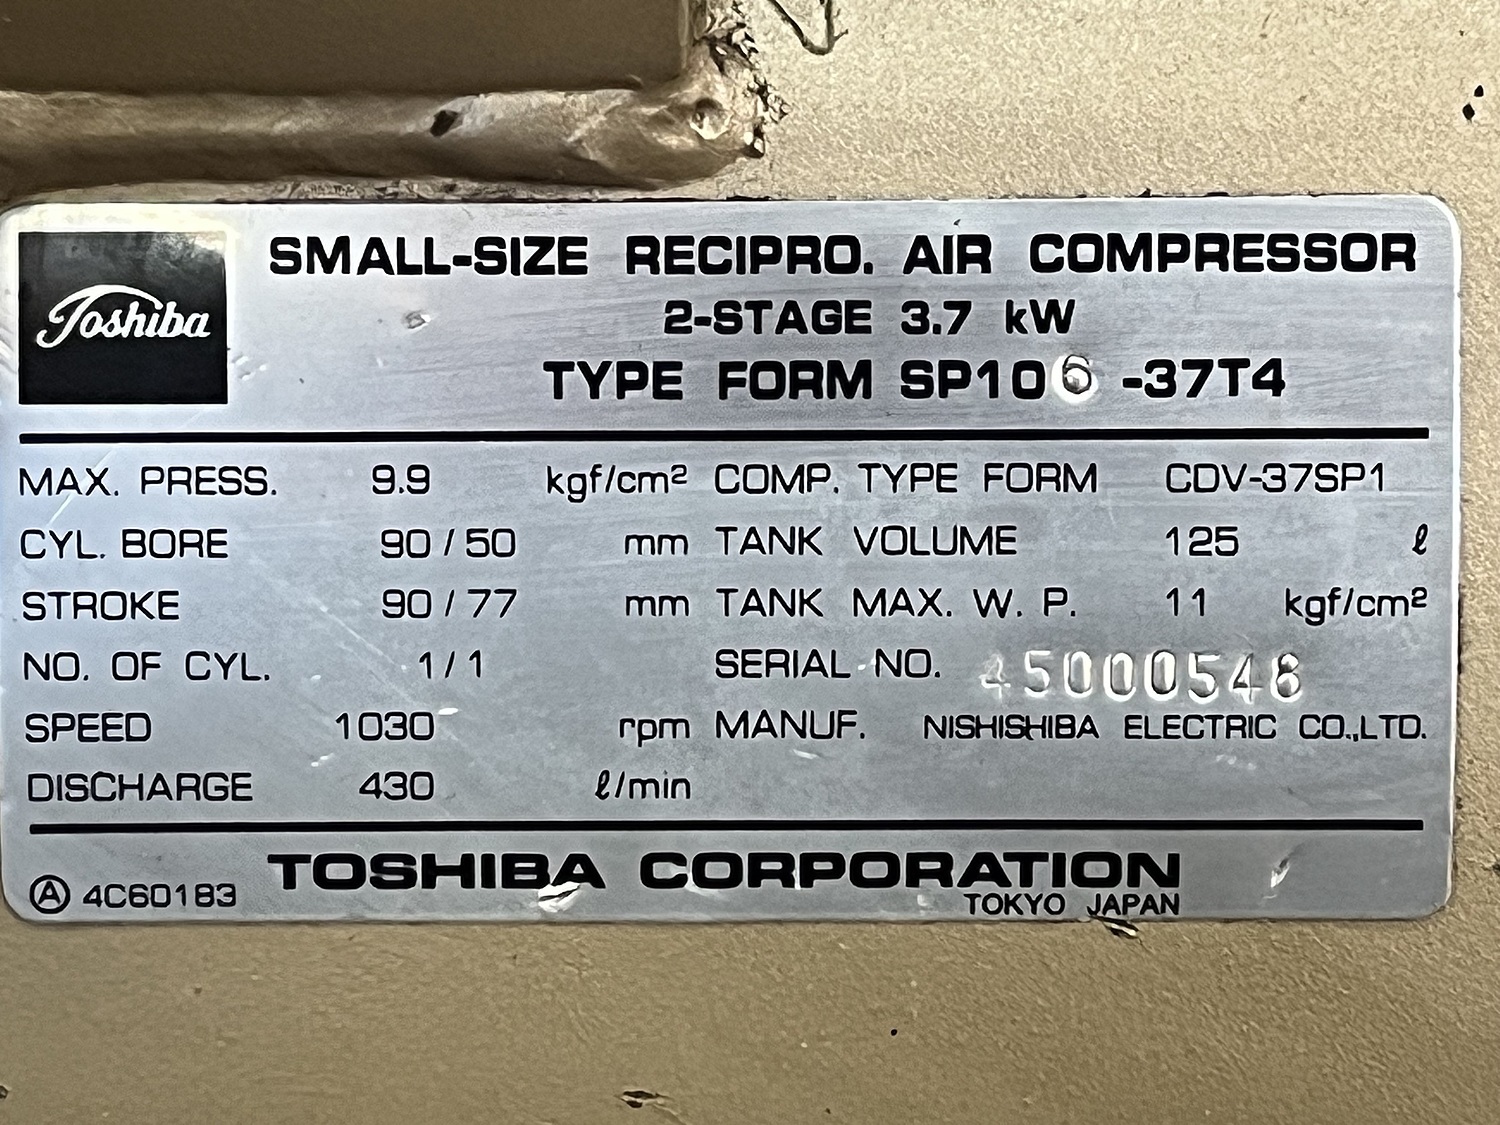 Toshiba
SMALL-SIZE RECIPRO. AIR COMPRESSOR
2-STAGE 3.7 kW
TYPE FORM SP106-37T4
MAX. PRESS. 9.9 kgf/cm² COMP. TYPE FORM CDV-37SP1
CYL. BORE 90/50 mm TANK VOLUME 125 ℓ
STROKE 90/77 mm TANK MAX. W. P. 11 kgf/cm²
NO. OF CYL. 1/1 SERIAL NO. 45000548
SPEED 1030 rpm MANUF. NISHISHIBA ELECTRIC CO.,LTD.
DISCHARGE 430 ℓ/min
Ⓐ 4C60183 TOSHIBA CORPORATION
TOKYO JAPAN